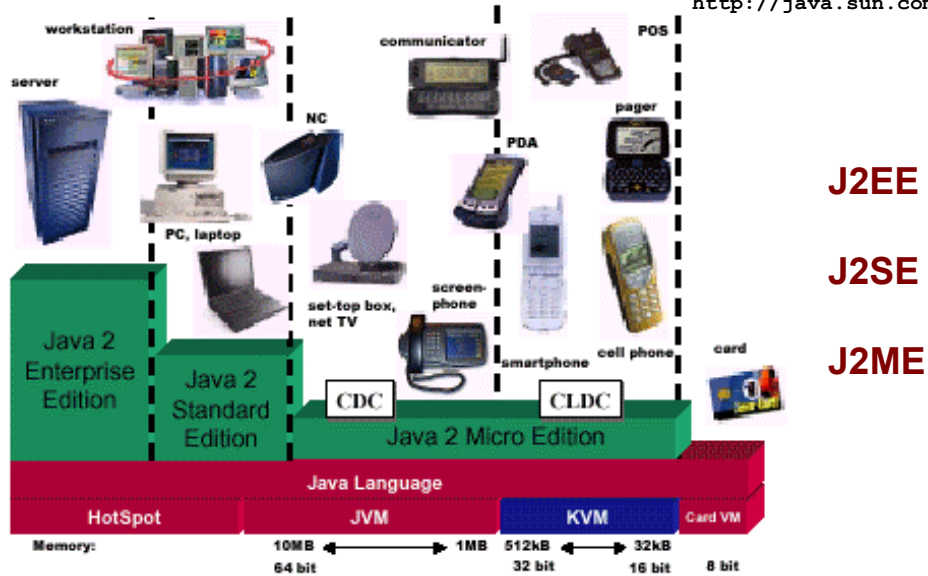 http://java.sun.com
workstation
communicator
POS
server
pager
NC
PDA
J2EE
PC, laptop
J2SE
set-top box,
net TV
screen-
phone
smartphone
cell phone
card
J2ME
Java 2
Enterprise
Edition
Java 2
Standard
Edition
CDC
CLDC
Java 2 Micro Edition
Java Language
HotSpot
JVM
KVM
Card VM
Memory:
10MB
1MB
512kB
32kB
64 bit
32 bit
16 bit
8 bit